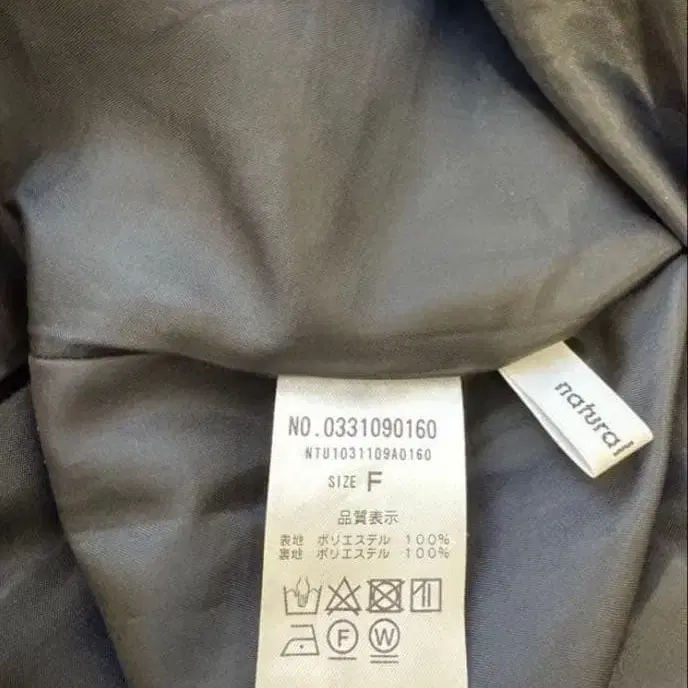 NO.0331090160
NTU1031109A0160
SIZE F
品質表示
表地 ポリエステル 100%
裏地 ポリエステル 100%
F W
natural